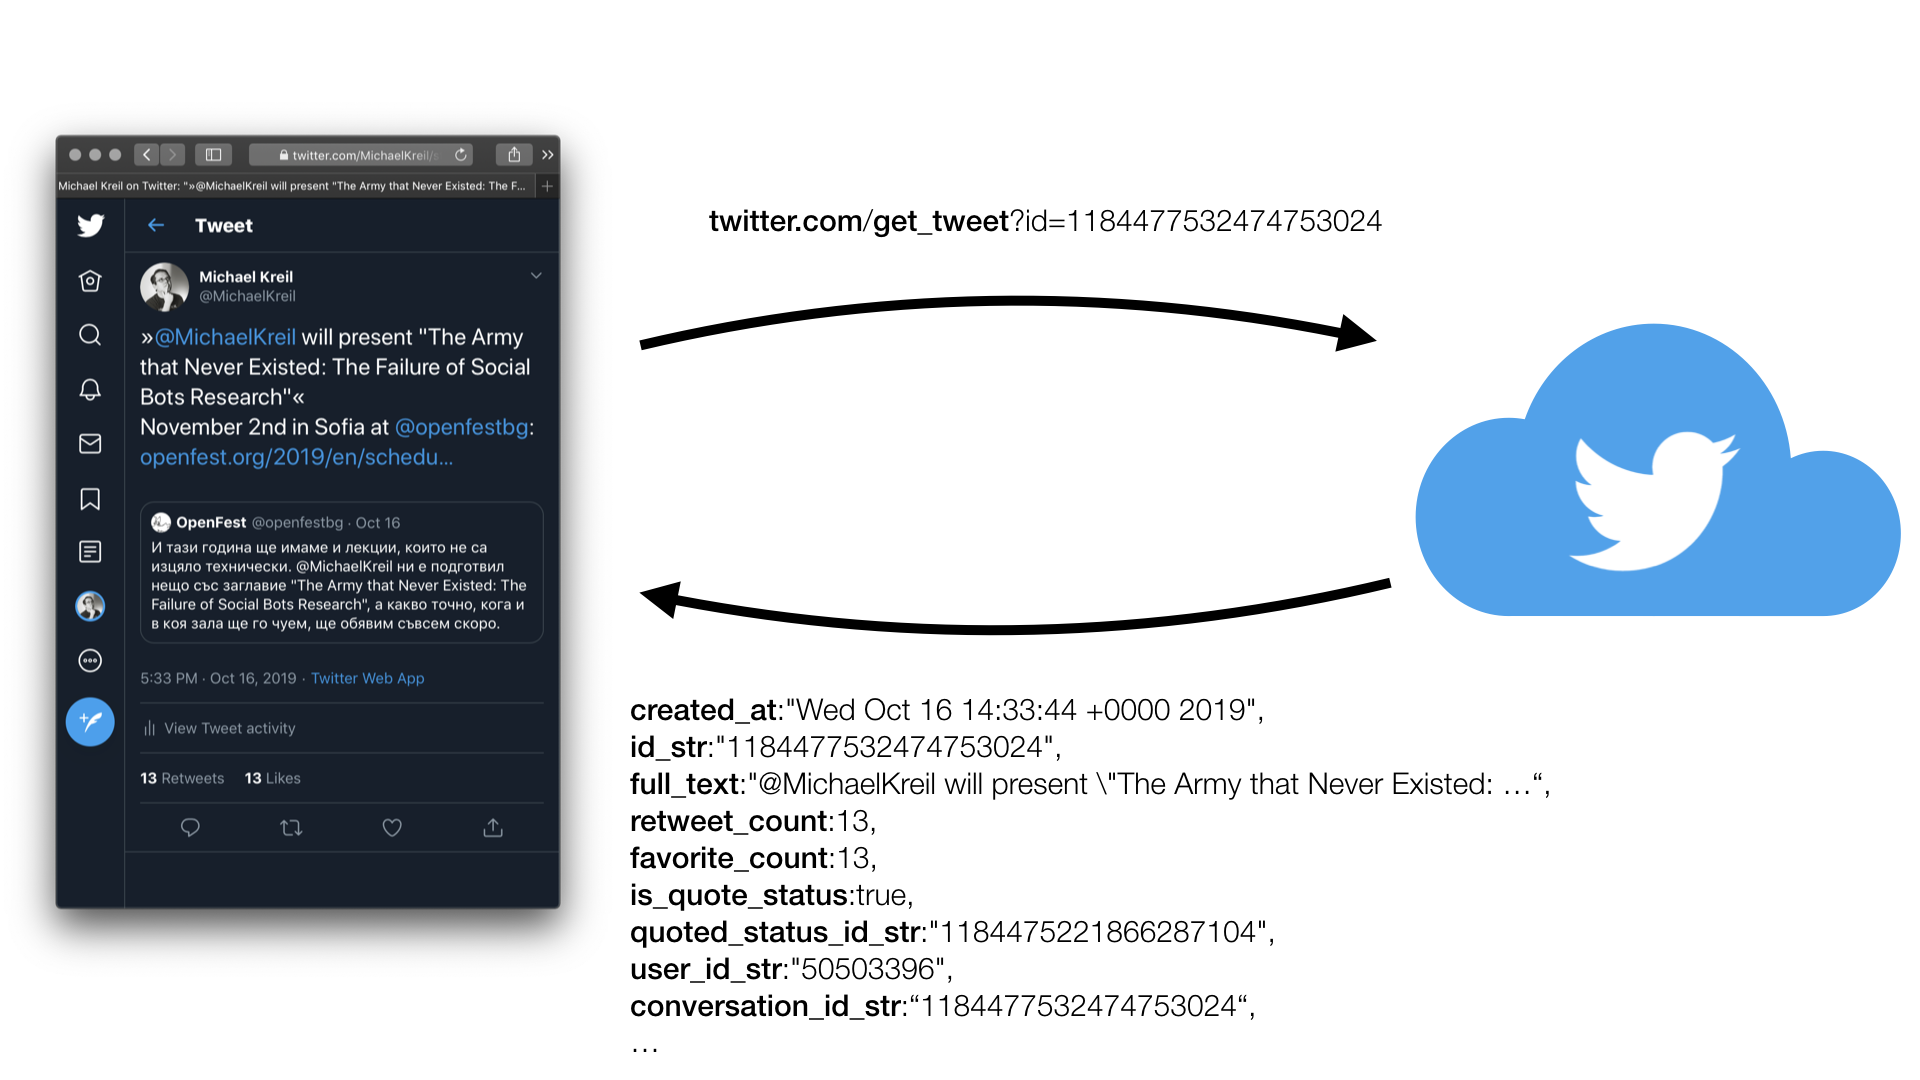 twitter.com/MichaelKreil/s
Michael Kreil on Twitter: "»@MichaelKreil will present "The Army that Never Existed: The F...
Tweet
Michael Kreil
@MichaelKreil
»@MichaelKreil will present "The Army
that Never Existed: The Failure of Social
Bots Research"«
November 2nd in Sofia at @openfestbg:
openfest.org/2019/en/schedu...
OpenFest @openfestbg · Oct 16
И тази година ще имаме и лекции, които не са
изцяло технически. @MichaelKreil ни е подготвил
нещо със заглавие "The Army that Never Existed: The
Failure of Social Bots Research", а какво точно, кога и
в коя зала ще го чуем, ще обявим съвсем скоро.
5:33 PM · Oct 16, 2019 · Twitter Web App
View Tweet activity
13 Retweets 13 Likes
twitter.com/get_tweet?id=1184477532474753024
created_at:"Wed Oct 16 14:33:44 +0000 2019",
id_str:"1184477532474753024",
full_text:"@MichaelKreil will present \"The Army that Never Existed: …“,
retweet_count:13,
favorite_count:13,
is_quote_status:true,
quoted_status_id_str:"1184475221866287104",
user_id_str:"50503396",
conversation_id_str:“1184477532474753024“,
…